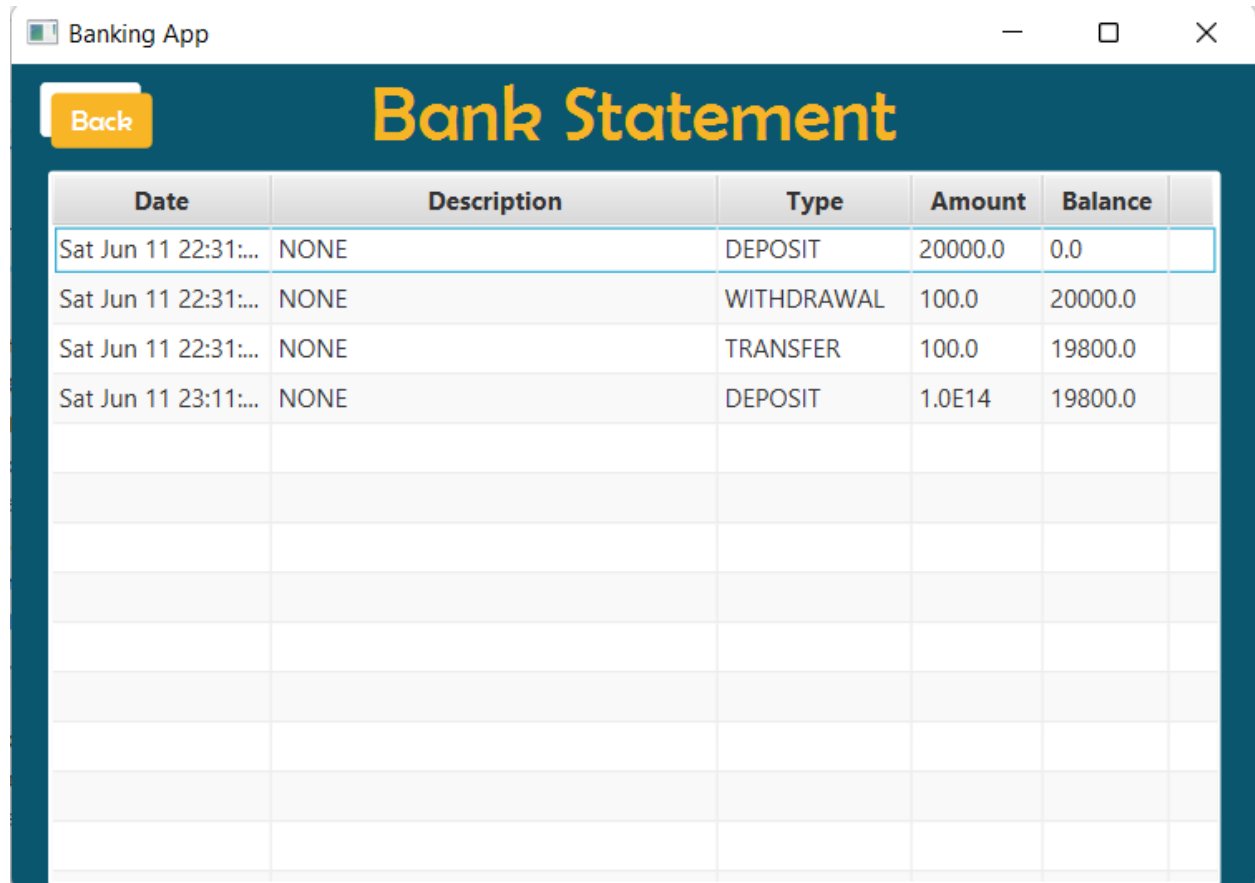 Banking App
Back
Bank Statement
Date Description Type Amount Balance
Sat Jun 11 22:31:... NONE DEPOSIT 20000.0 0.0
Sat Jun 11 22:31:... NONE WITHDRAWAL 100.0 20000.0
Sat Jun 11 22:31:... NONE TRANSFER 100.0 19800.0
Sat Jun 11 23:11:... NONE DEPOSIT 1.0E14 19800.0